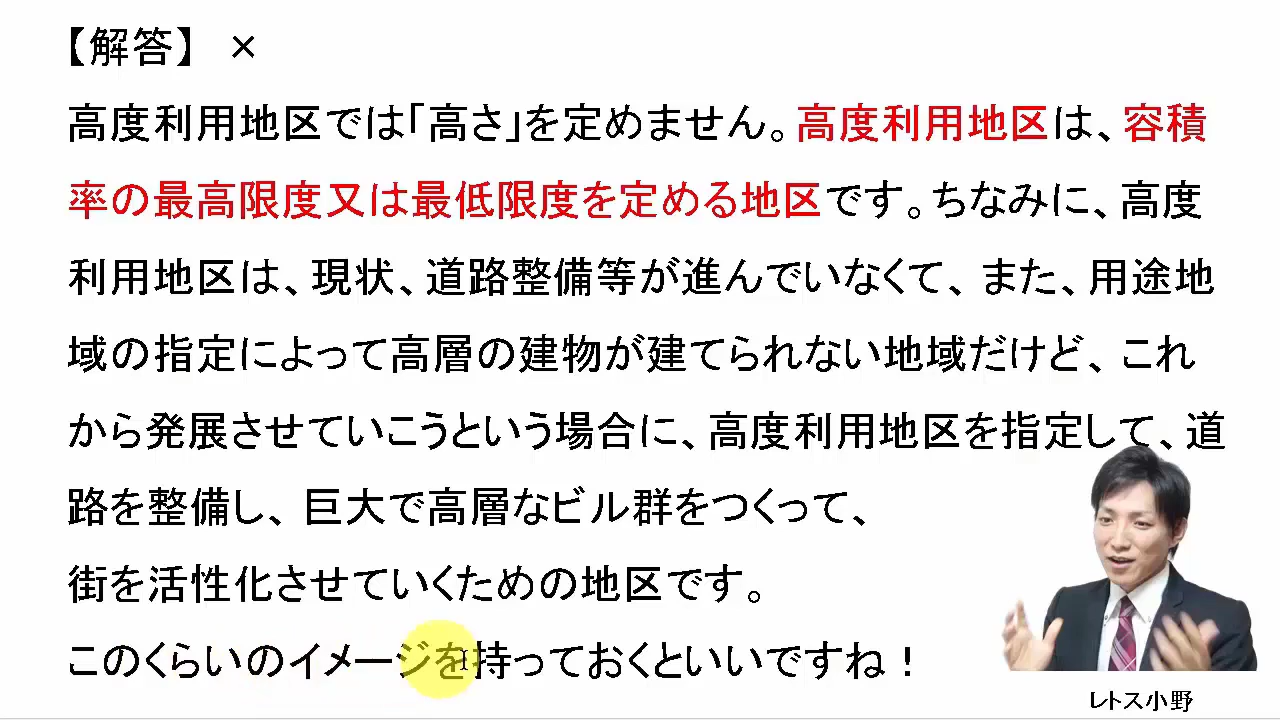 【解答】 ×
高度利用地区では「高さ」を定めません。高度利用地区は、容積
率の最高限度又は最低限度を定める地区です。ちなみに、高度
利用地区は、現状、道路整備等が進んでいなくて、また、用途地
域の指定によって高層の建物が建てられない地域だけど、これ
から発展させていこうという場合に、高度利用地区を指定して、道
路を整備し、巨大で高層なビル群をつくって、
街を活性化させていくための地区です。
このくらいのイメージを持っておくといいですね！
レトス小野